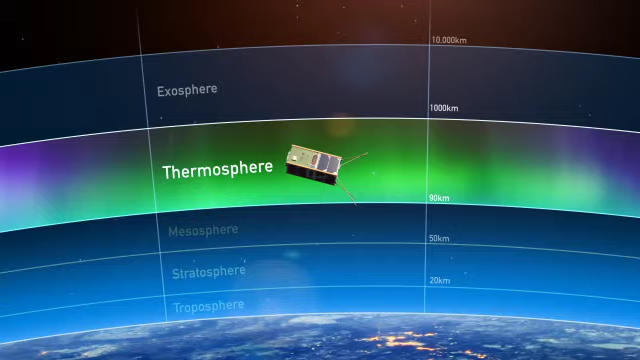 10,000km
Exosphere
1000km
Thermosphere
90km
Mesosphere
50km
Stratosphere
20km
Troposphere